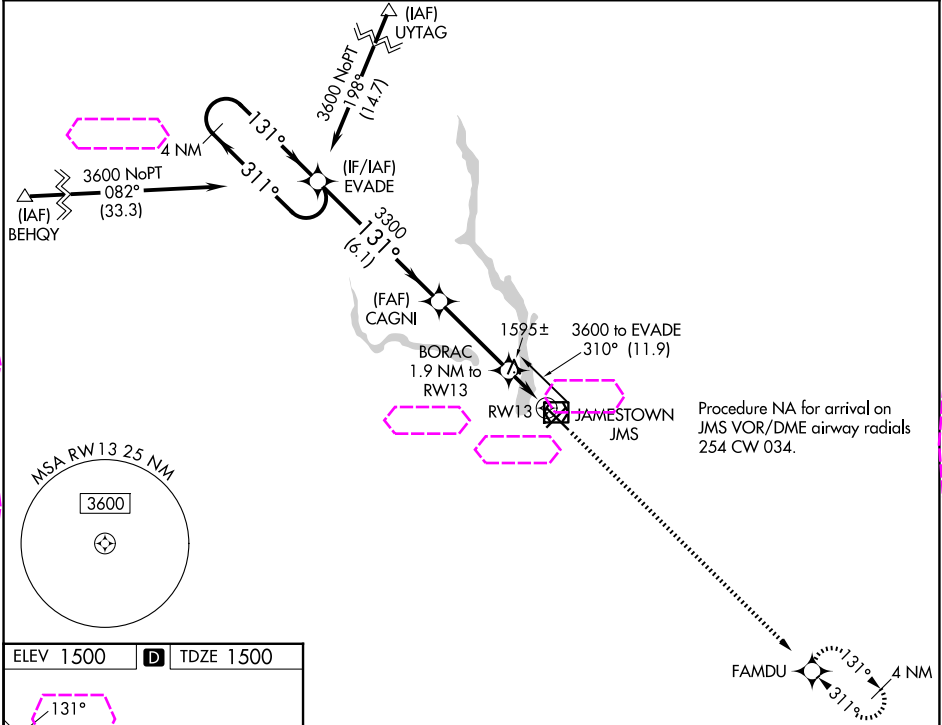 (IAF)
UYTAG
3600 NoPT
198°
(14.7)
131°
4 NM
311°
(IF/IAF)
EVADE
3600 NoPT
082°
(33.3)
(IAF)
BEHQY
3300
131°
(6.1)
(FAF)
CAGNI
1595±
3600 to EVADE
310° (11.9)
BORAC
1.9 NM to
RW13
RW13
JAMESTOWN
JMS
Procedure NA for arrival on
JMS VOR/DME airway radials
254 CW 034.
MSA RW13 25 NM
3600
ELEV 1500 D TDZE 1500
131°
FAMDU
131°
4 NM
311°